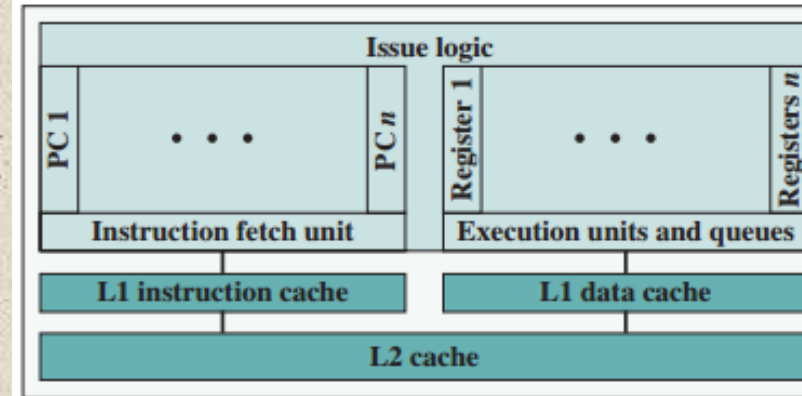 Issue logic
PC 1
• • •
PC n
Register 1
• • •
Registers n
Instruction fetch unit
Execution units and queues
L1 instruction cache
L1 data cache
L2 cache